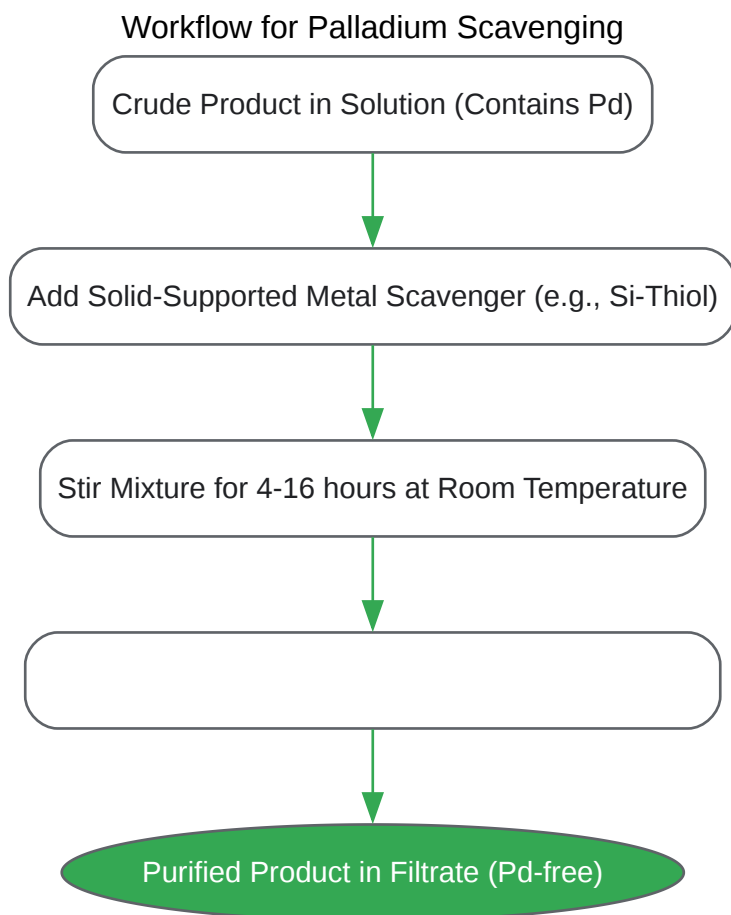 Workflow for Palladium Scavenging
Crude Product in Solution (Contains Pd)
Add Solid-Supported Metal Scavenger (e.g., Si-Thiol)
Stir Mixture for 4-16 hours at Room Temperature
Purified Product in Filtrate (Pd-free)